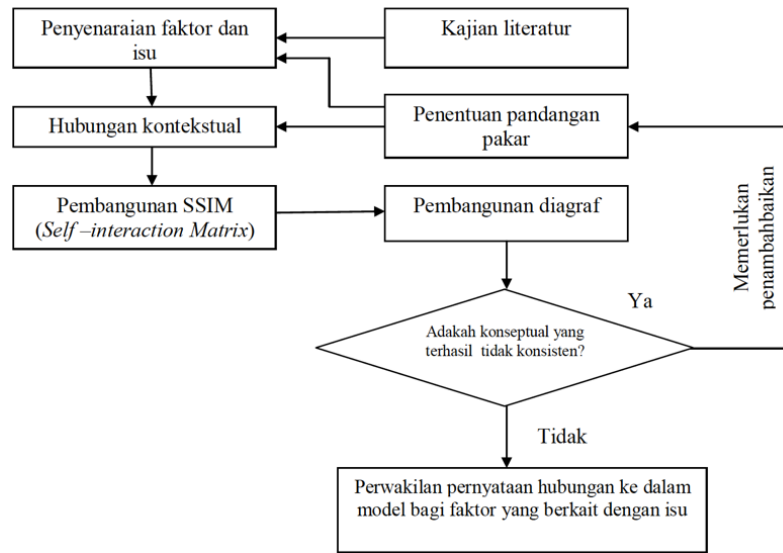 Penyenaraian faktor dan
isu
Kajian literatur
Hubungan kontekstual
Penentuan pandangan
pakar
Pembangunan SSIM
(Self –interaction Matrix)
Pembangunan diagraf
Memerlukan
penambahbaikan
Ya
Adakah konseptual yang
terhasil tidak konsisten?
Tidak
Perwakilan pernyataan hubungan ke dalam
model bagi faktor yang berkait dengan isu